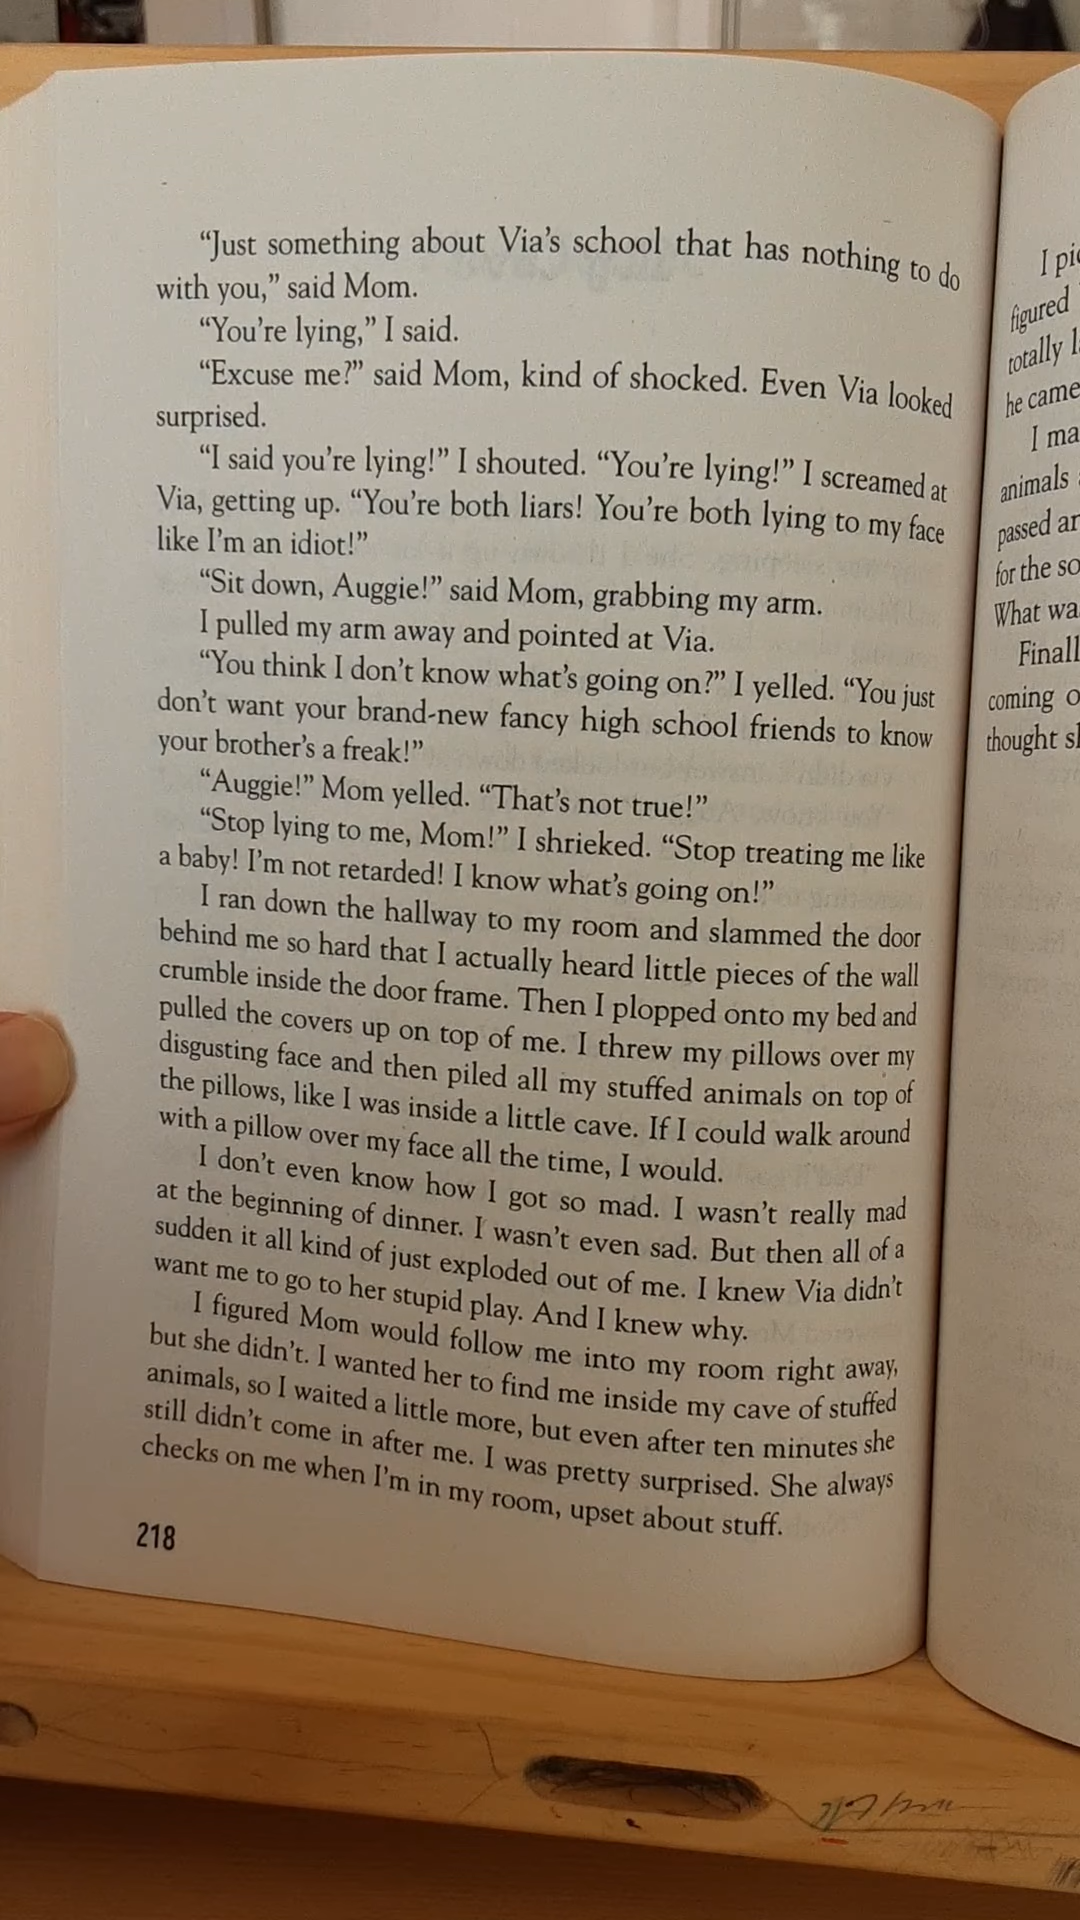 “Just something about Via’s school that has nothing to do
with you,” said Mom.
“You’re lying,” I said.
“Excuse me?” said Mom, kind of shocked. Even Via looked
surprised.
“I said you’re lying!” I shouted. “You’re lying!” I screamed at
Via, getting up. “You’re both liars! You’re both lying to my face
like I’m an idiot!”
“Sit down, Auggie!” said Mom, grabbing my arm.
I pulled my arm away and pointed at Via.
“You think I don’t know what’s going on?” I yelled. “You just
don’t want your brand-new fancy high school friends to know
your brother’s a freak!”
“Auggie!” Mom yelled. “That’s not true!”
“Stop lying to me, Mom!” I shrieked. “Stop treating me like
a baby! I’m not retarded! I know what’s going on!”
I ran down the hallway to my room and slammed the door
behind me so hard that I actually heard little pieces of the wall
crumble inside the door frame. Then I plopped onto my bed and
pulled the covers up on top of me. I threw my pillows over my
disgusting face and then piled all my stuffed animals on top of
the pillows, like I was inside a little cave. If I could walk around
with a pillow over my face all the time, I would.
I don’t even know how I got so mad. I wasn’t really mad
at the beginning of dinner. I wasn’t even sad. But then all of a
sudden it all kind of just exploded out of me. I knew Via didn’t
want me to go to her stupid play. And I knew why.
I figured Mom would follow me into my room right away,
but she didn’t. I wanted her to find me inside my cave of stuffed
animals, so I waited a little more, but even after ten minutes she
still didn’t come in after me. I was pretty surprised. She always
checks on me when I’m in my room, upset about stuff.
218
I
figured
totally
he came
I
animals
passed
for the
What
coming
thought